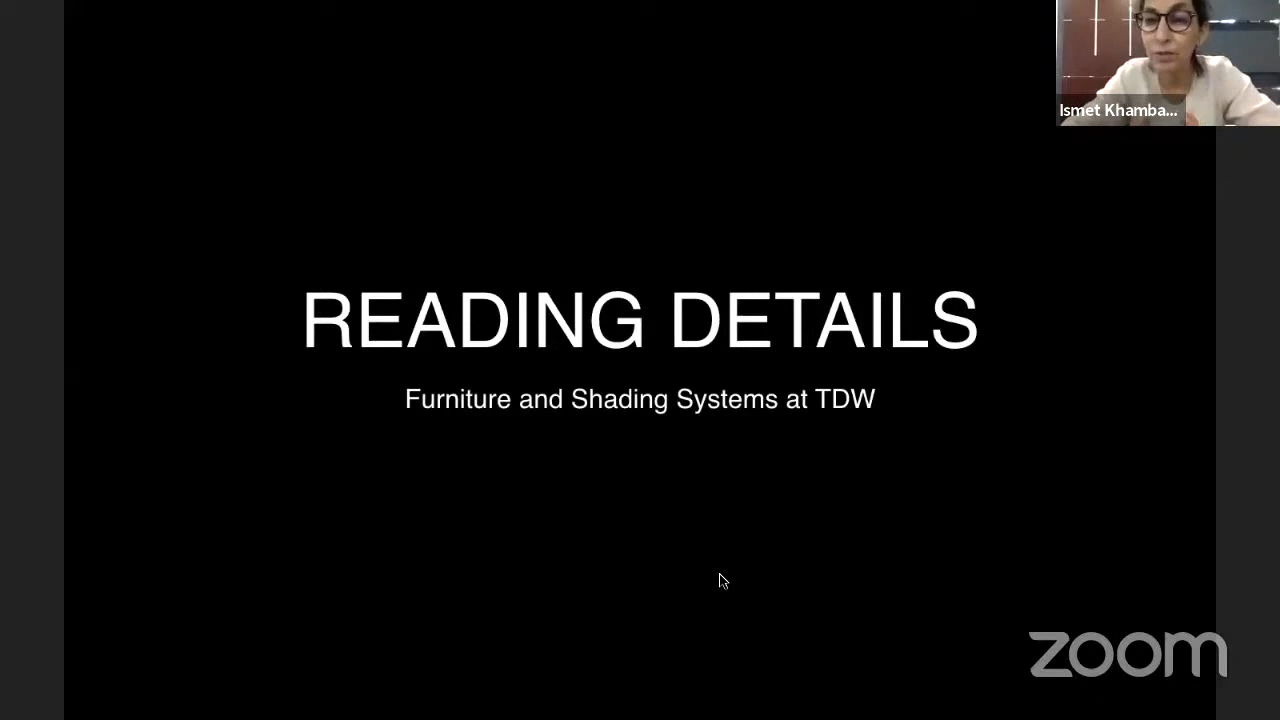 Ismet Khamba...
READING DETAILS
Furniture and Shading Systems at TDW
zoom